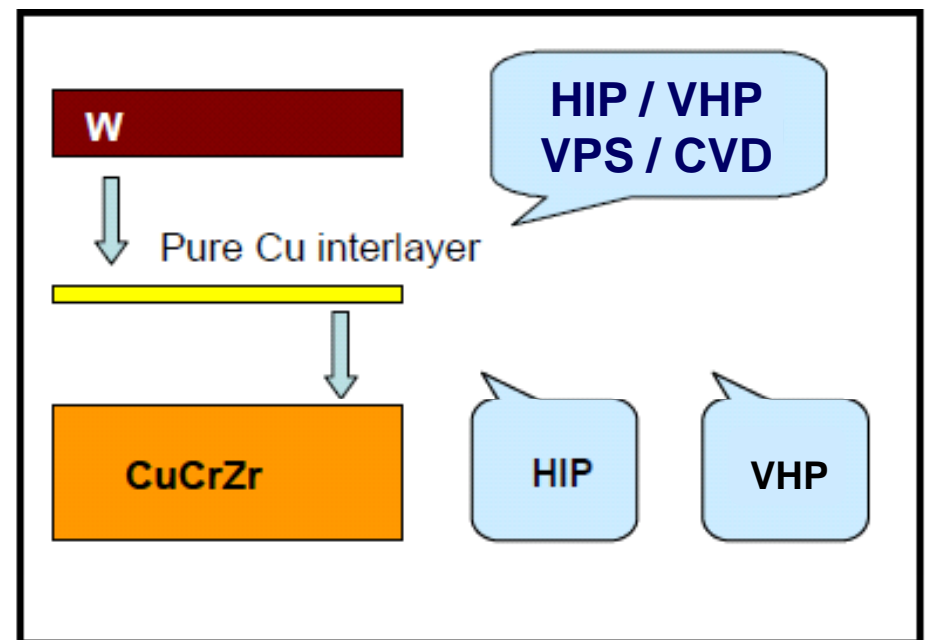 W
HIP / VHP
VPS / CVD
Pure Cu interlayer
CuCrZr
HIP
VHP